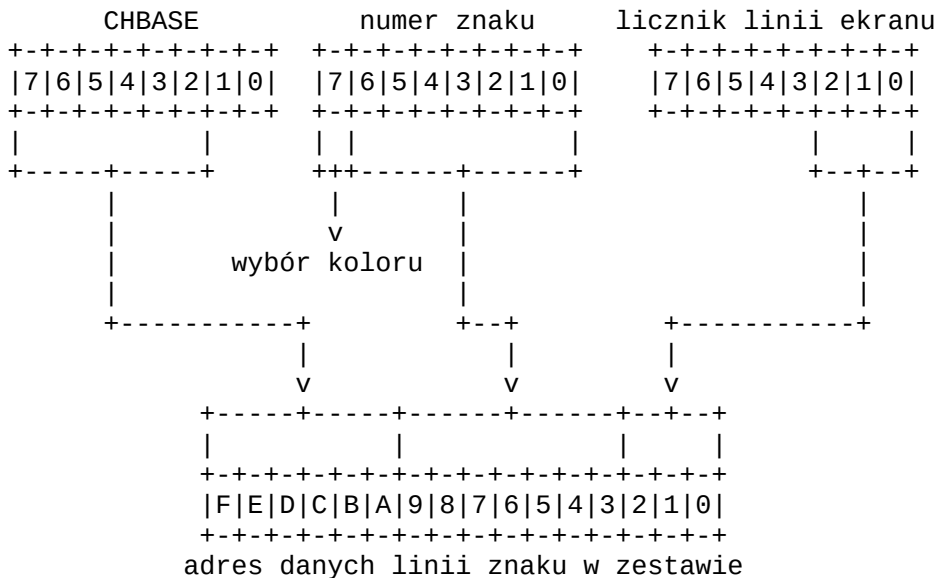 CHBASE numer znaku licznik linii ekranu
+-+-+-+-+-+-+-+-+ +-+-+-+-+-+-+-+-+ +-+-+-+-+-+-+-+-+
|7|6|5|4|3|2|1|0| |7|6|5|4|3|2|1|0| |7|6|5|4|3|2|1|0|
+-+-+-+-+-+-+-+-+ +-+-+-+-+-+-+-+-+ +-+-+-+-+-+-+-+-+
| | | | | | |
+-----+-----+ +++------+------+ +--+--+
| | | |
| v | |
| wybór koloru | |
| | |
+-----------+ +--+ +-----------+
| | |
v v v
+-----+-----+------+------+--+--+
| | | |
+-+-+-+-+-+-+-+-+-+-+-+-+-+-+-+-+
|F|E|D|C|B|A|9|8|7|6|5|4|3|2|1|0|
+-+-+-+-+-+-+-+-+-+-+-+-+-+-+-+-+
adres danych linii znaku w zestawie